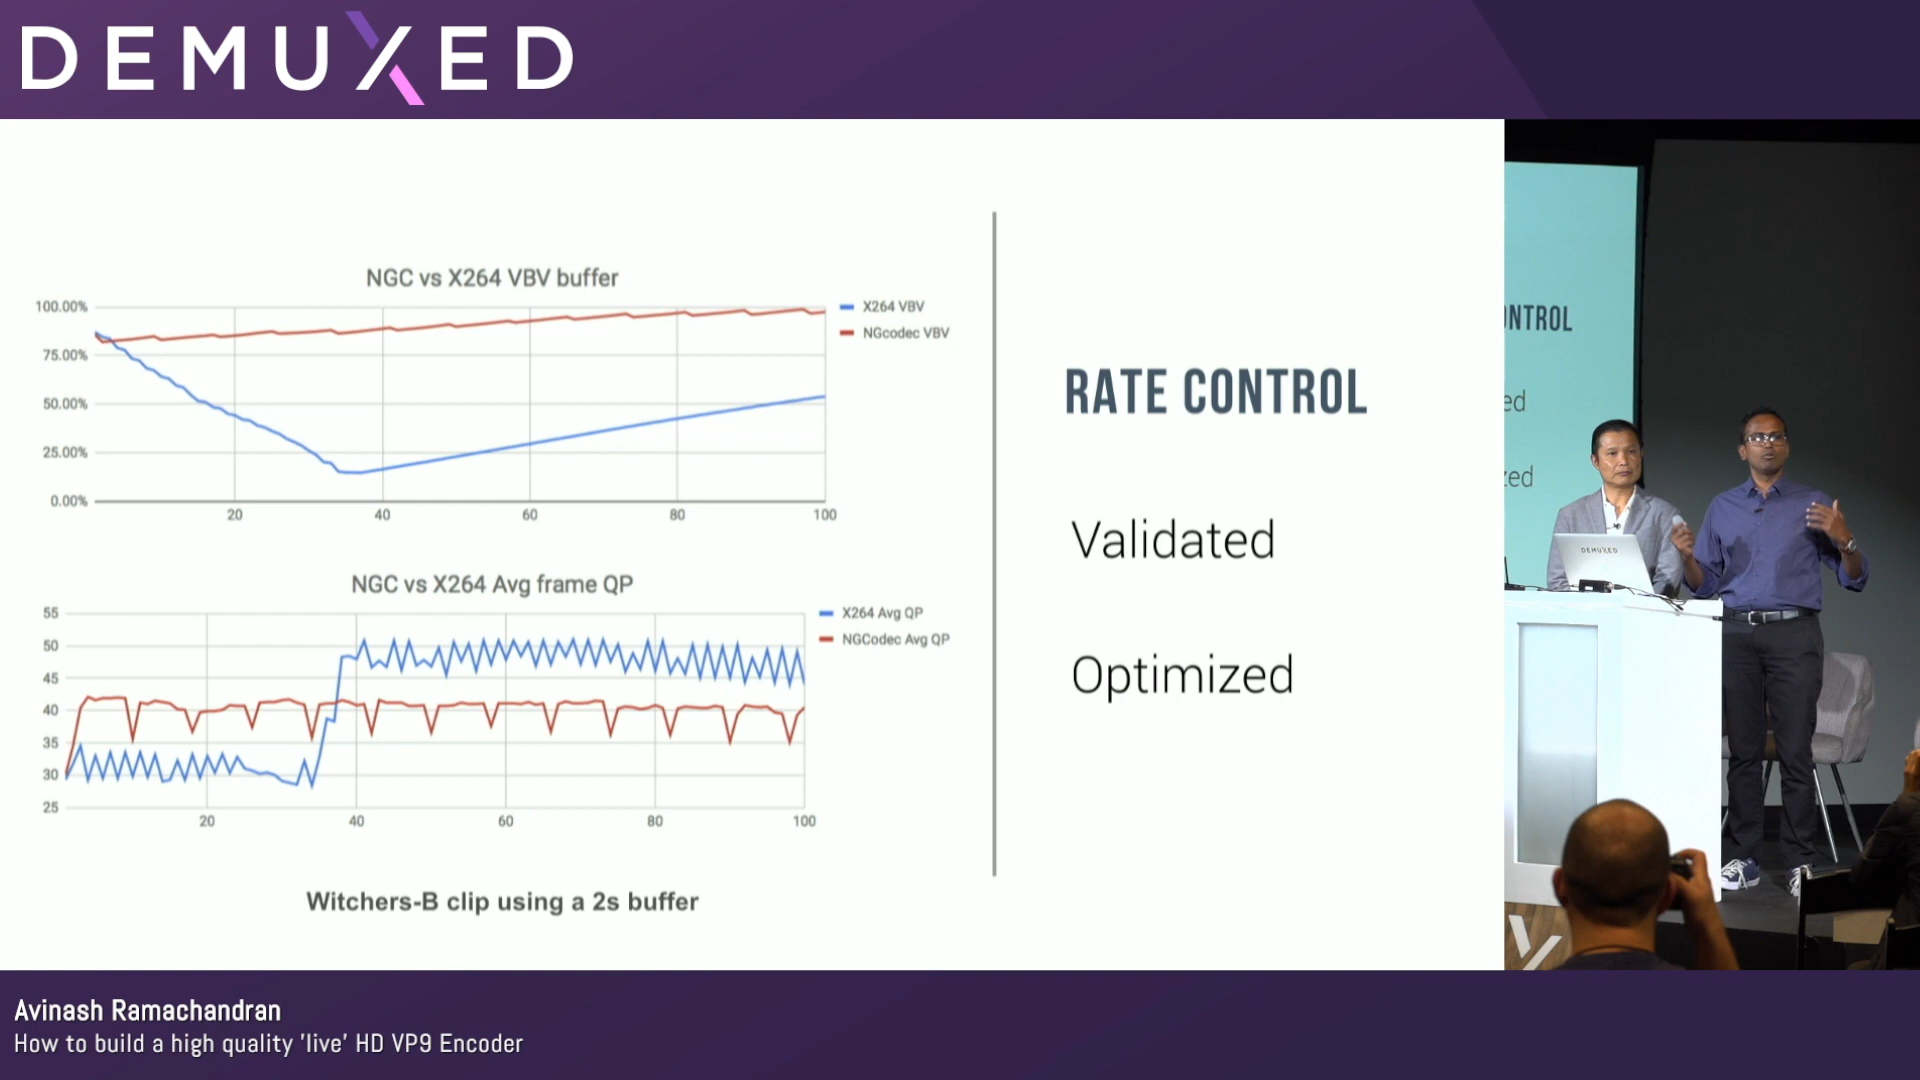 DEMUXED
NGC vs X264 VBV buffer
100.00%
75.00%
50.00%
25.00%
0.00%
20 40 60 80 100
X264 VBV
NGcodec VBV
NGC vs X264 Avg frame QP
55
50
45
40
35
30
25
20 40 60 80 100
X264 Avg QP
NGCodec Avg QP
Witchers-B clip using a 2s buffer
RATE CONTROL
Validated
Optimized
ONTROL
ed
zed
DEMUXED
Avinash Ramachandran
How to build a high quality 'live' HD VP9 Encoder